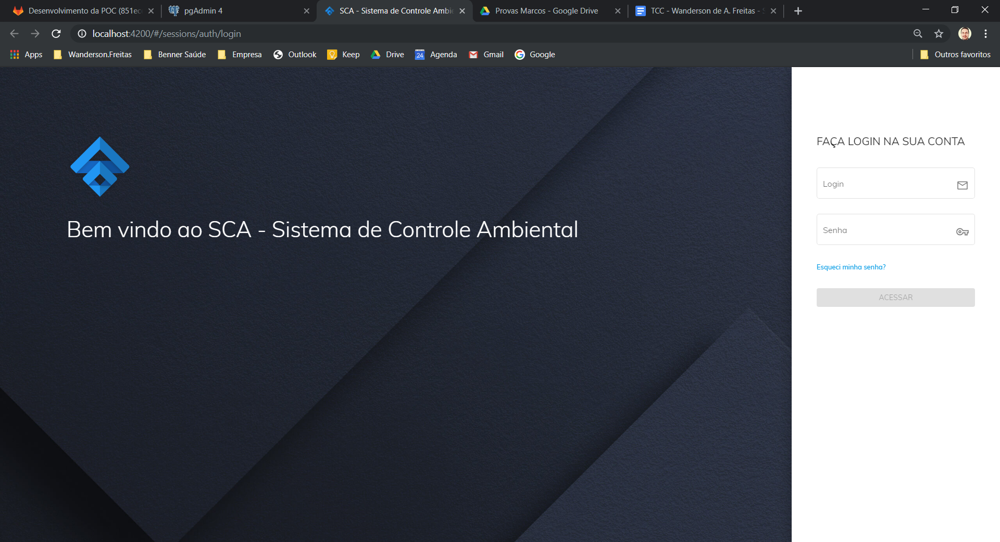 Desenvolvimento da POC (851ec
pgAdmin 4
SCA - Sistema de Controle Ambie
Provas Marcos - Google Drive
TCC - Wanderson de A. Freitas - S
localhost:4200/#/sessions/auth/login
Apps
Wanderson.Freitas
Benner Saúde
Empresa
Outlook
Keep
Drive
24
Agenda
Gmail
Google
Outros favoritos
Bem vindo ao SCA - Sistema de Controle Ambiental
FAÇA LOGIN NA SUA CONTA
Login
Senha
Esqueci minha senha?
ACESSAR